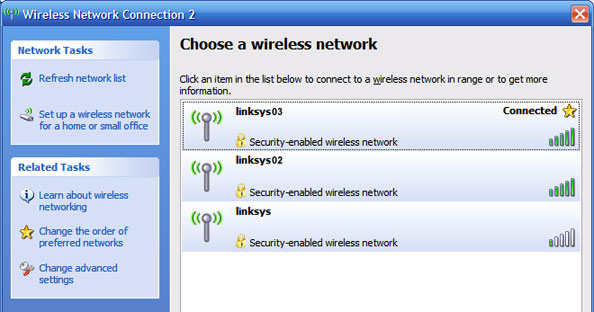 Wireless Network Connection 2
Network Tasks
Refresh network list
Set up a wireless network
for a home or small office
Related Tasks
Learn about wireless
networking
Change the order of
preferred networks
Change advanced
settings
Choose a wireless network
Click an item in the list below to connect to a wireless network in range or to get more
information.
linksys03
Connected
Security-enabled wireless network
linksys02
Security-enabled wireless network
linksys
Security-enabled wireless network